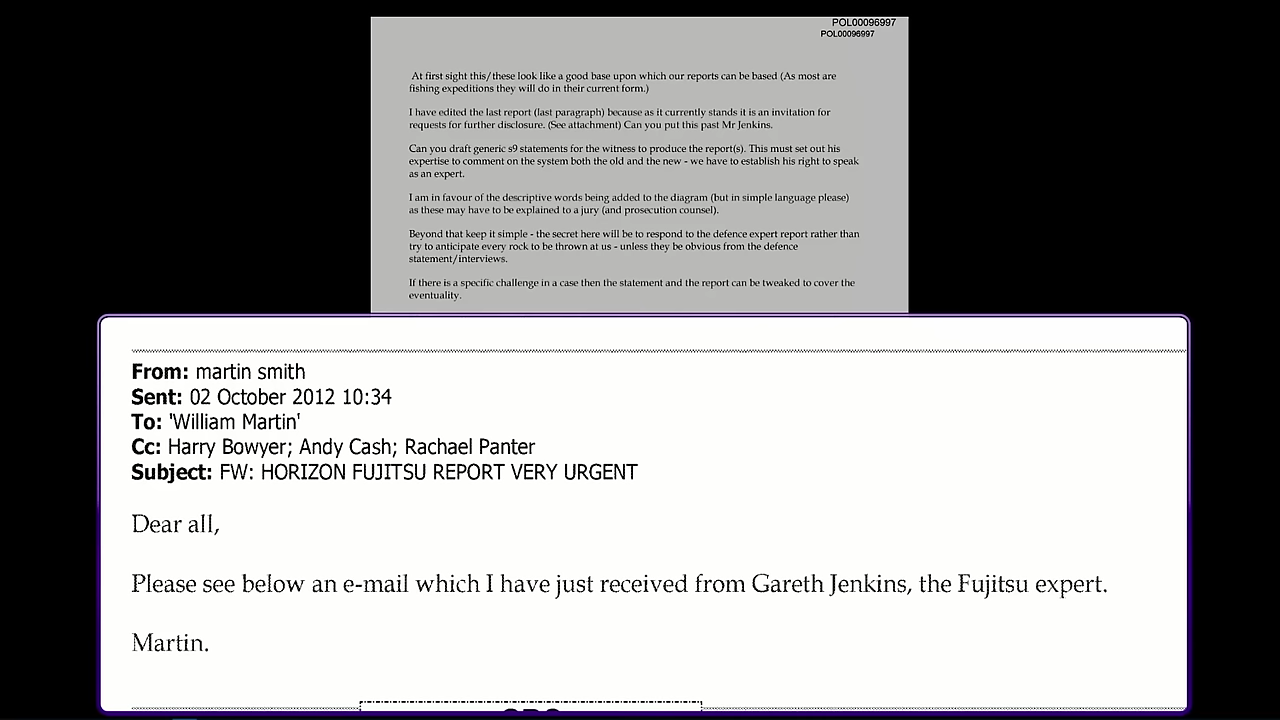 POL00096997
POL00096997
At first sight this/these look like a good base upon which our reports can be based (As most are
fishing expeditions they will do in their current form.)
I have edited the last report (last paragraph) because as it currently stands it is an invitation for
requests for further disclosure. (See attachment) Can you put this past Mr Jenkins.
Can you draft generic s9 statements for the witness to produce the report(s). This must set out his
expertise to comment on the system both the old and the new - we have to establish his right to speak
as an expert.
I am in favour of the descriptive words being added to the diagram (but in simple language please)
as these may have to be explained to a jury (and prosecution counsel).
Beyond that keep it simple - the secret here will be to respond to the defence expert report rather than
try to anticipate every rock to be thrown at us - unless they be obvious from the defence
statement/interviews.
If there is a specific challenge in a case then the statement and the report can be tweaked to cover the
eventuality.
From: martin smith
Sent: 02 October 2012 10:34
To: 'William Martin'
Cc: Harry Bowyer; Andy Cash; Rachael Panter
Subject: FW: HORIZON FUJITSU REPORT VERY URGENT
Dear all,
Please see below an e-mail which I have just received from Gareth Jenkins, the Fujitsu expert.
Martin.